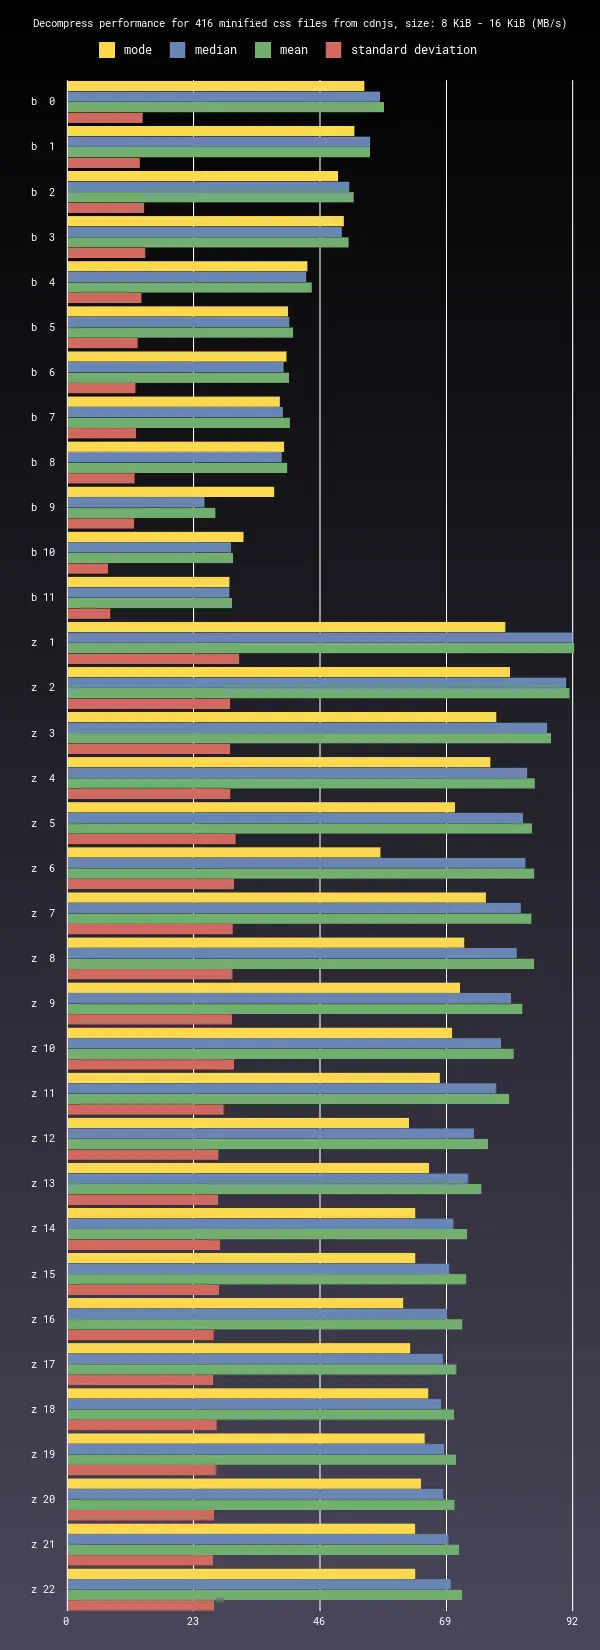 Decompress performance for 416 minified css files from cdnjs, size: 8 KiB - 16 KiB (MB/s)
mode median mean standard deviation
b 0
b 1
b 2
b 3
b 4
b 5
b 6
b 7
b 8
b 9
b 10
b 11
z 1
z 2
z 3
z 4
z 5
z 6
z 7
z 8
z 9
z 10
z 11
z 12
z 13
z 14
z 15
z 16
z 17
z 18
z 19
z 20
z 21
z 22
0 23 46 69 92